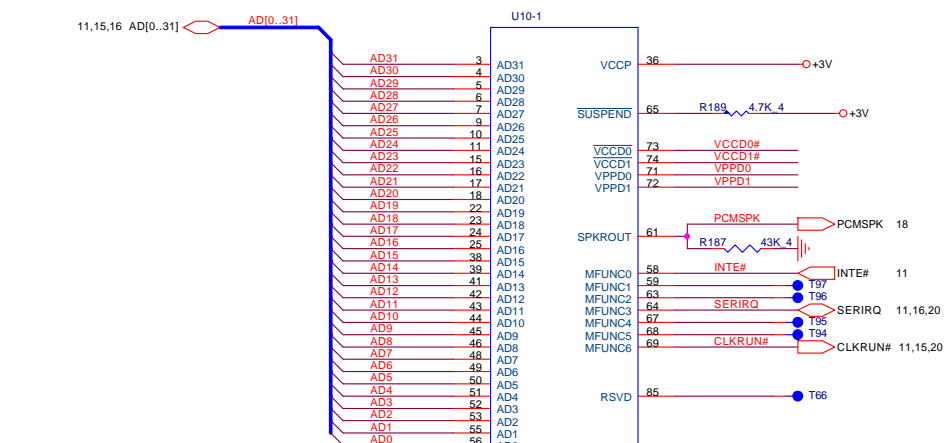 U10-1
11,15,16 AD[0..31] AD[0..31]
AD31 3 AD31 VCCP 36 +3V
AD30 4 AD30
AD29 5 AD29
AD28 6 AD28
AD27 7 AD27 SUSPEND 65 R189 4.7K_4 +3V
AD26 9 AD26
AD25 10 AD25
AD24 11 AD24 VCCD0 73 VCCD0#
AD23 15 AD23 VCCD1 74 VCCD1#
AD22 16 AD22 VPPD0 71 VPPD0
AD21 17 AD21 VPPD1 72 VPPD1
AD20 18 AD20
AD19 22 AD19
AD18 23 AD18 PCMSPK PCMSPK 18
AD17 24 AD17 SPKROUT 61
AD16 25 AD16 R187 43K_4
AD15 38 AD15
AD14 39 AD14 MFUNC0 58 INTE# INTE# 11
AD13 41 AD13 MFUNC1 59 T97
AD12 42 AD12 MFUNC2 63 T96
AD11 43 AD11 MFUNC3 64 SERIRQ SERIRQ 11,16,20
AD10 44 AD10 MFUNC4 67 T95
AD9 45 AD9 MFUNC5 68 T94
AD8 46 AD8 MFUNC6 69 CLKRUN# CLKRUN# 11,15,20
AD7 48 AD7
AD6 49 AD6
AD5 50 AD5
AD4 51 AD4 RSVD 85 T66
AD3 52 AD3
AD2 53 AD2
AD1 55 AD1
AD0 56